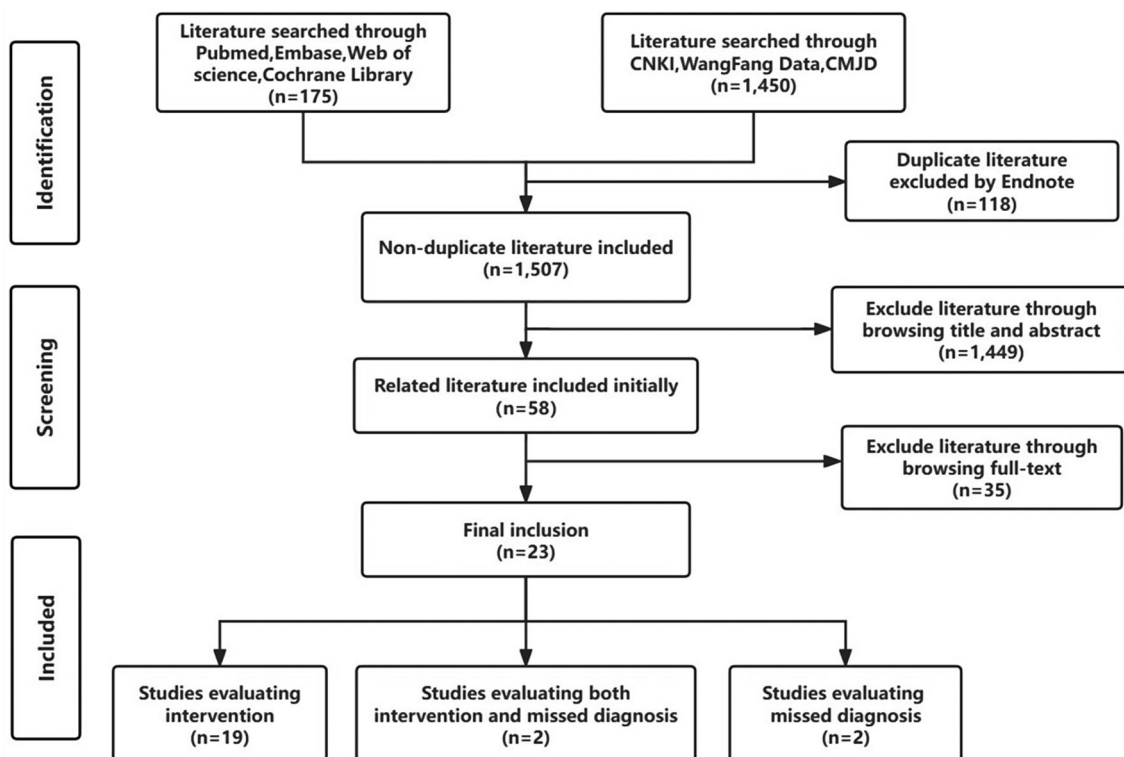 Identification
Literature searched through
Pubmed,Embase,Web of
science,Cochrane Library
(n=175)
Literature searched through
CNKI,WangFang Data,CMJD
(n=1,450)
Duplicate literature
excluded by Endnote
(n=118)
Non-duplicate literature included
(n=1,507)
Screening
Exclude literature through
browsing title and abstract
(n=1,449)
Related literature included initially
(n=58)
Exclude literature through
browsing full-text
(n=35)
Final inclusion
(n=23)
Included
Studies evaluating
intervention
(n=19)
Studies evaluating both
intervention and missed diagnosis
(n=2)
Studies evaluating
missed diagnosis
(n=2)